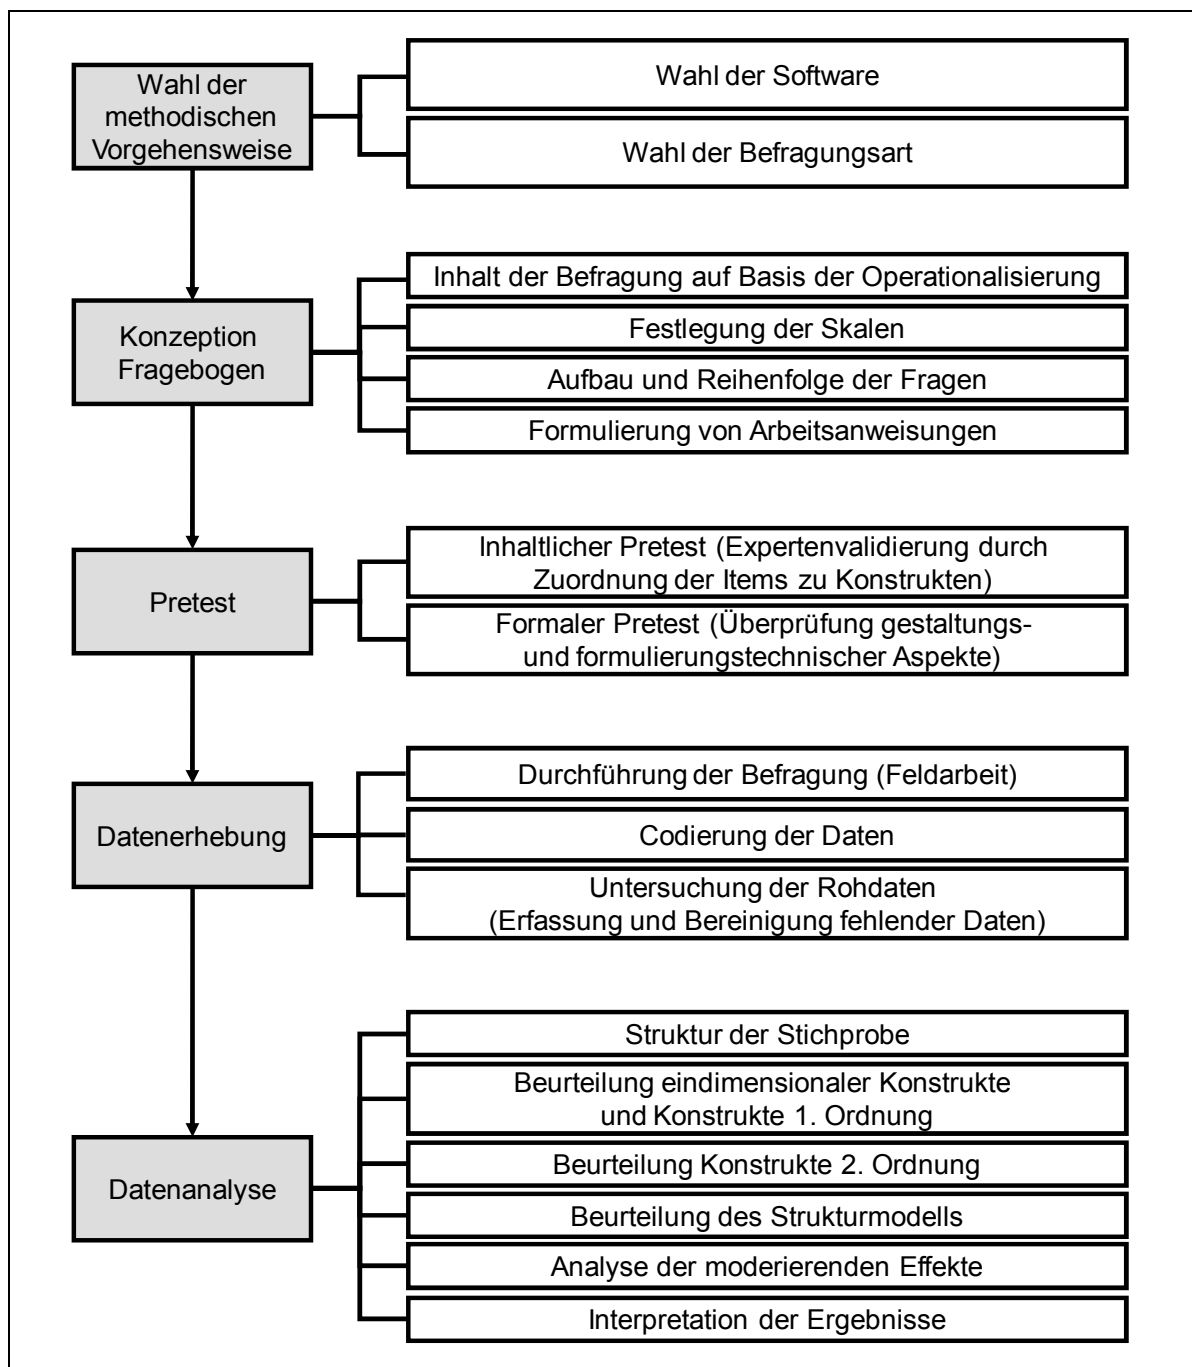 Wahl der
methodischen
Vorgehensweise
Wahl der Software
Wahl der Befragungsart
Konzeption
Fragebogen
Inhalt der Befragung auf Basis der Operationalisierung
Festlegung der Skalen
Aufbau und Reihenfolge der Fragen
Formulierung von Arbeitsanweisungen
Pretest
Inhaltlicher Pretest (Expertenvalidierung durch
Zuordnung der Items zu Konstrukten)
Formaler Pretest (Überprüfung gestaltungs-
und formulierungstechnischer Aspekte)
Datenerhebung
Durchführung der Befragung (Feldarbeit)
Codierung der Daten
Untersuchung der Rohdaten
(Erfassung und Bereinigung fehlender Daten)
Datenanalyse
Struktur der Stichprobe
Beurteilung eindimensionaler Konstrukte
und Konstrukte 1. Ordnung
Beurteilung Konstrukte 2. Ordnung
Beurteilung des Strukturmodells
Analyse der moderierenden Effekte
Interpretation der Ergebnisse